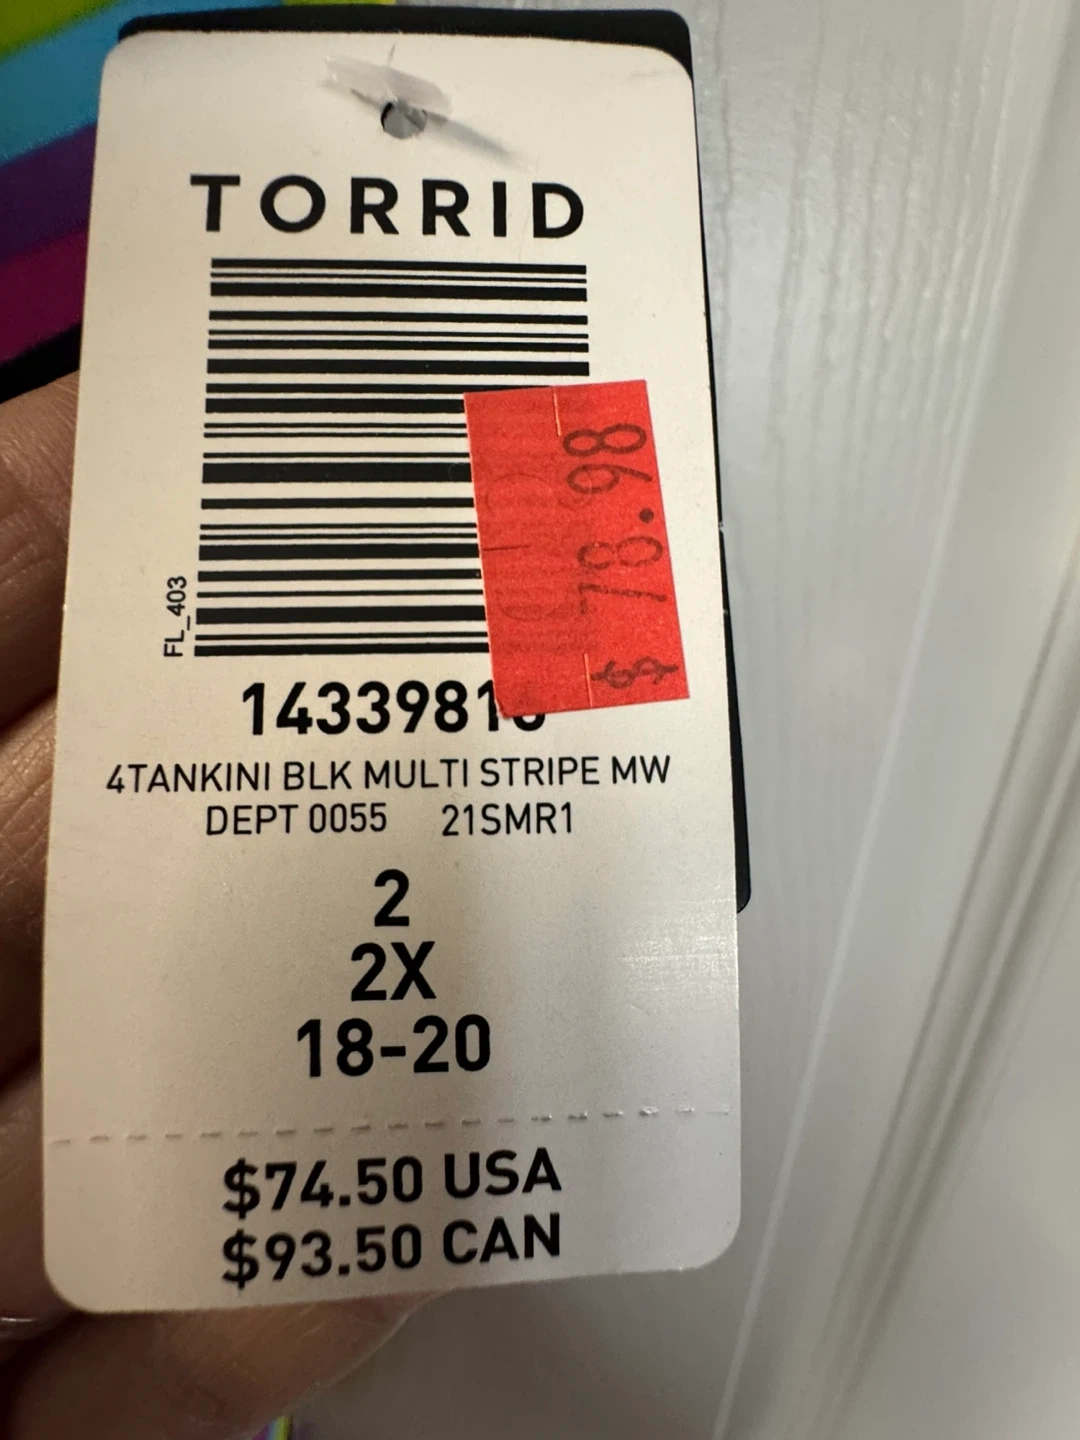 TORRID
FL_403
$ 78.98
14339818
4TANKINI BLK MULTI STRIPE MW
DEPT 0055 21SMR1
2
2X
18-20
$74.50 USA
$93.50 CAN